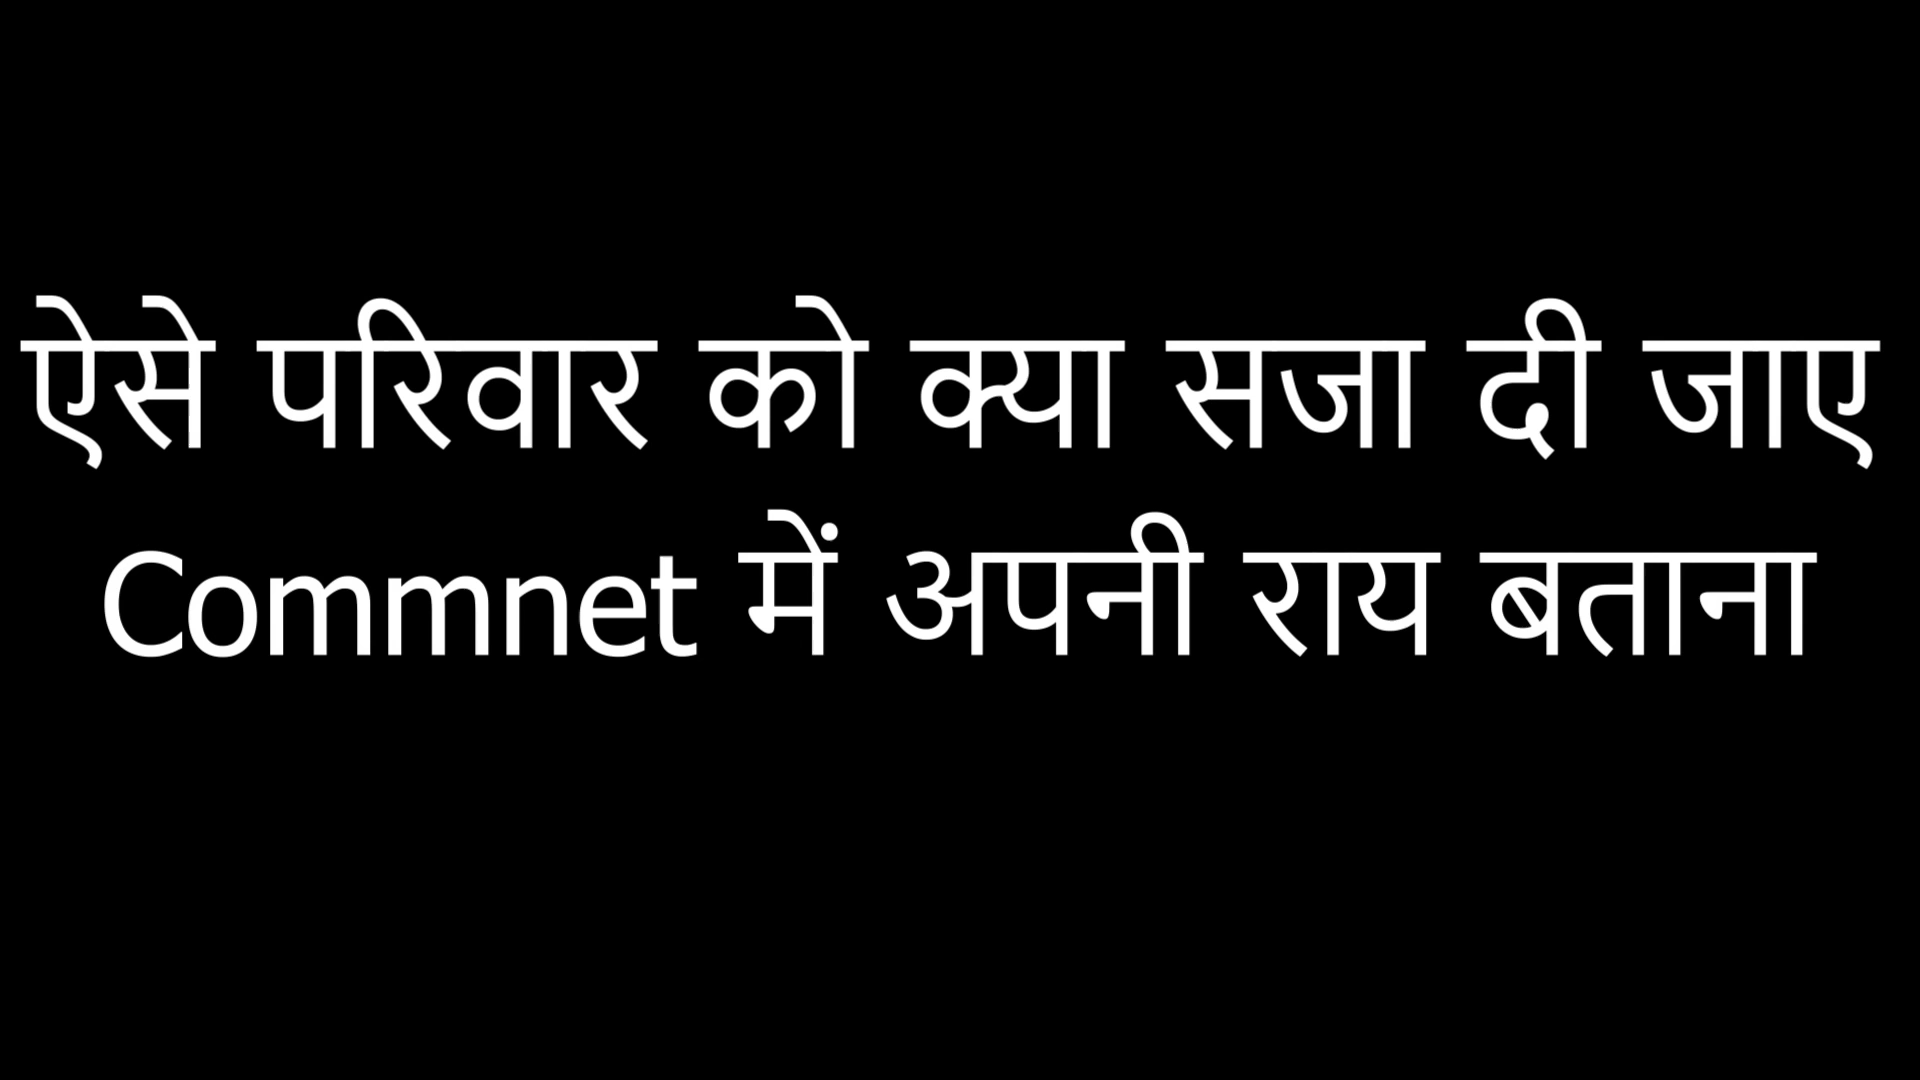 ऐसे परिवार को क्या सजा दी जाए
Commnet में अपनी राय बताना